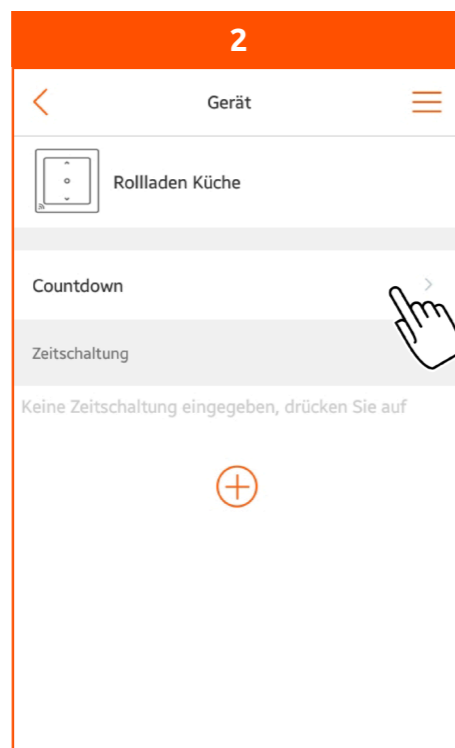 2
Gerät
Rollladen Küche
Countdown
Zeitschaltung
Keine Zeitschaltung eingegeben, drücken Sie auf